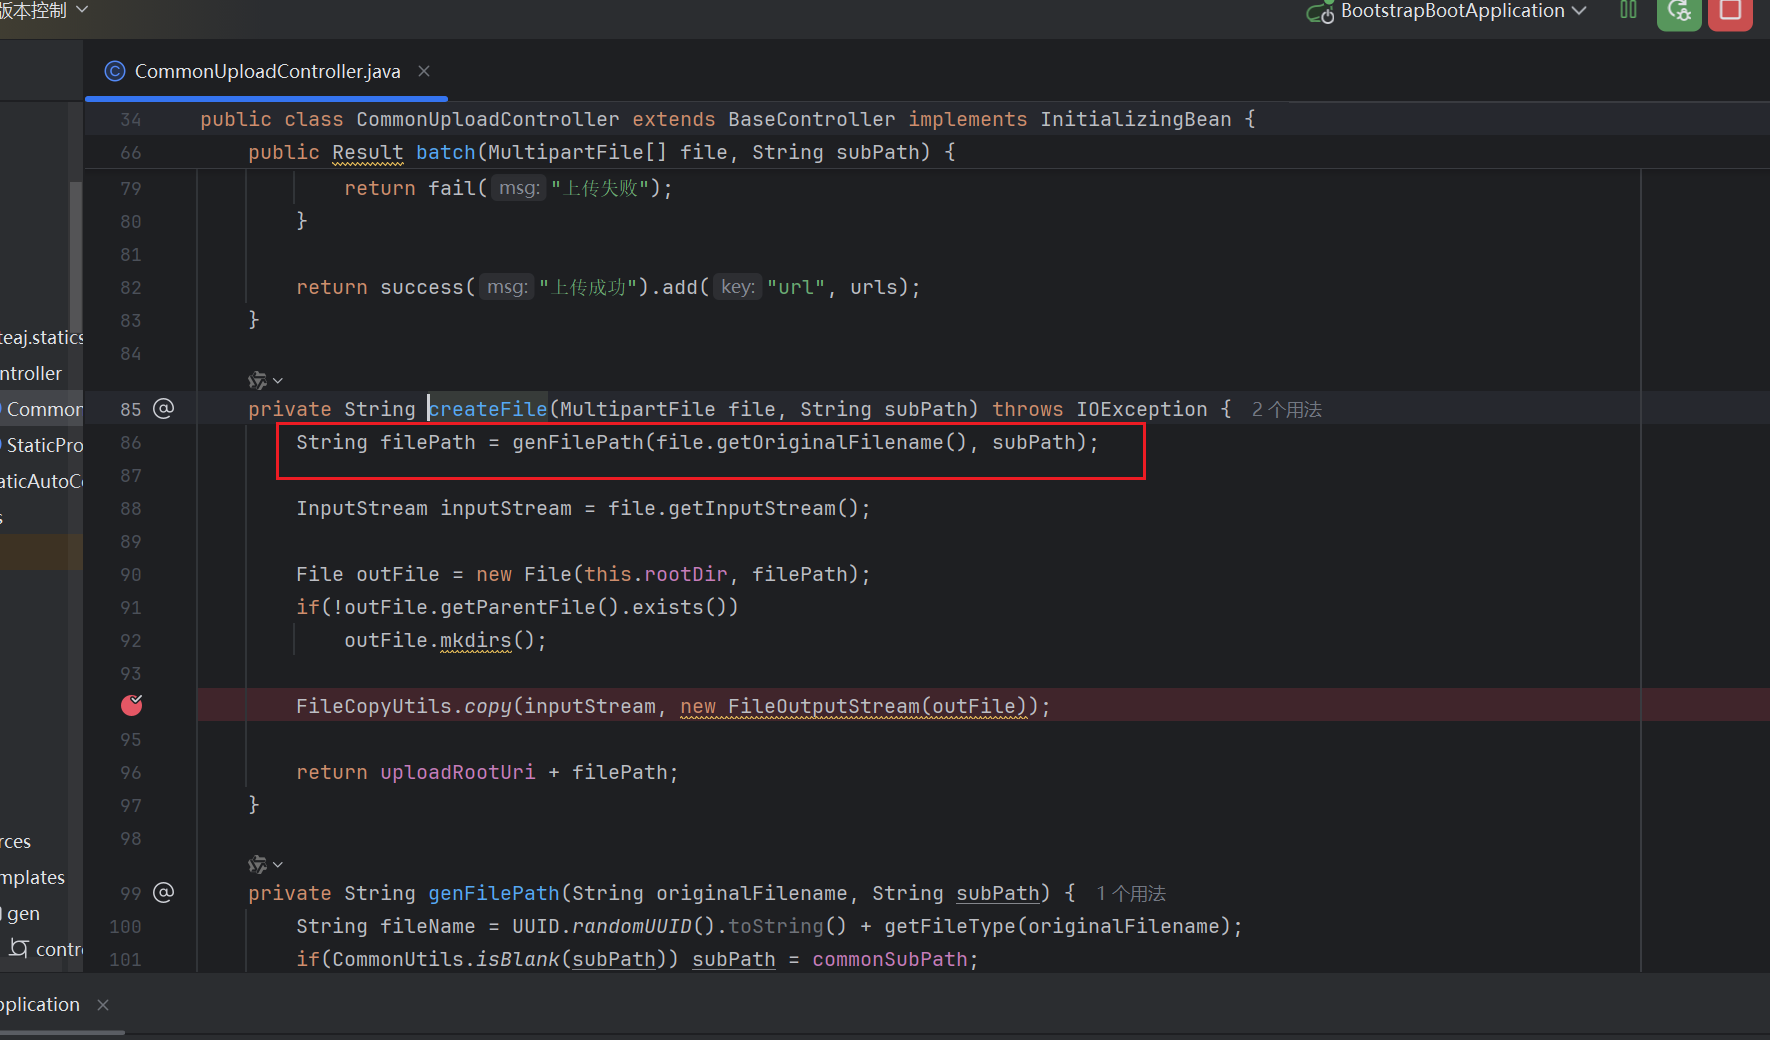 版本控制
BootstrapBootApplication
CommonUploadController.java
34 public class CommonUploadController extends BaseController implements InitializingBean {
66 public Result batch(MultipartFile[] file, String subPath) {
79 return fail( msg: "上传失败");
80 }
81
82 return success( msg: "上传成功").add( key: "url", urls);
83 }
84
85 @ private String createFile(MultipartFile file, String subPath) throws IOException { 2 个用法
86 String filePath = genFilePath(file.getOriginalFilename(), subPath);
87
88 InputStream inputStream = file.getInputStream();
89
90 File outFile = new File(this.rootDir, filePath);
91 if(!outFile.getParentFile().exists())
92 outFile.mkdirs();
93
FileCopyUtils.copy(inputStream, new FileOutputStream(outFile));
95
96 return uploadRootUri + filePath;
97 }
98
99 @ private String genFilePath(String originalFilename, String subPath) { 1 个用法
100 String fileName = UUID.randomUUID().toString() + getFileType(originalFilename);
101 if(CommonUtils.isBlank(subPath)) subPath = commonSubPath;
teaj.statics
ntroller
Common
StaticPro
aticAutoCo
s
rces
mplates
gen
contro
pplication